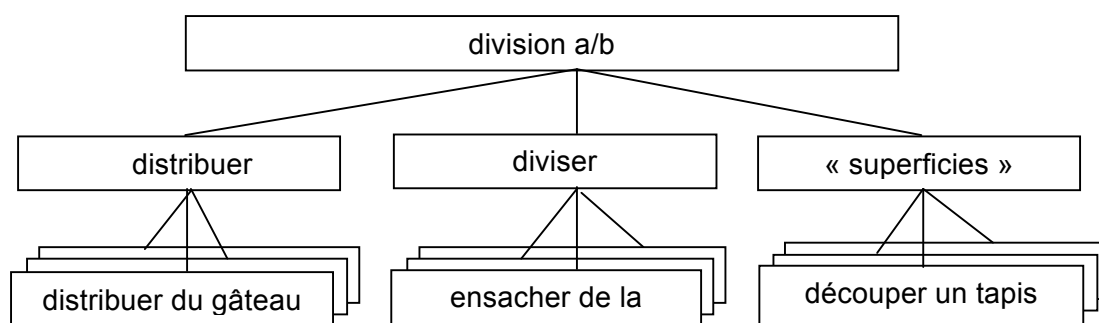 division a/b
distribuer
diviser
« superficies »
distribuer du gâteau
ensacher de la
découper un tapis